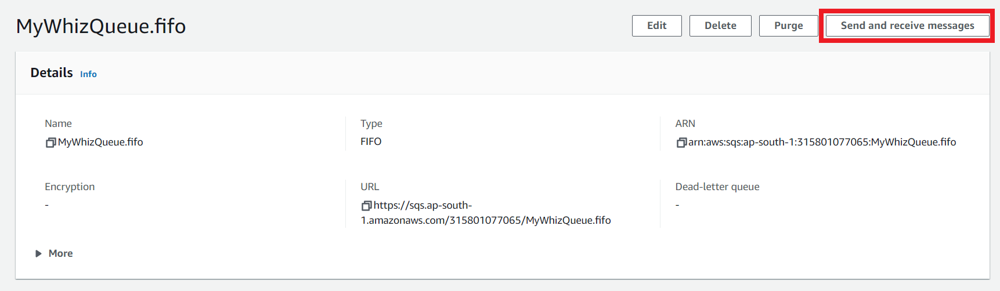 MyWhizQueue.fifo
Edit
Delete
Purge
Send and receive messages
Details Info
Name
MyWhizQueue.fifo
Type
FIFO
ARN
arn:aws:sqs:ap-south-1:315801077065:MyWhizQueue.fifo
Encryption
-
URL
https://sqs.ap-south-
1.amazonaws.com/315801077065/MyWhizQueue.fifo
Dead-letter queue
-
More